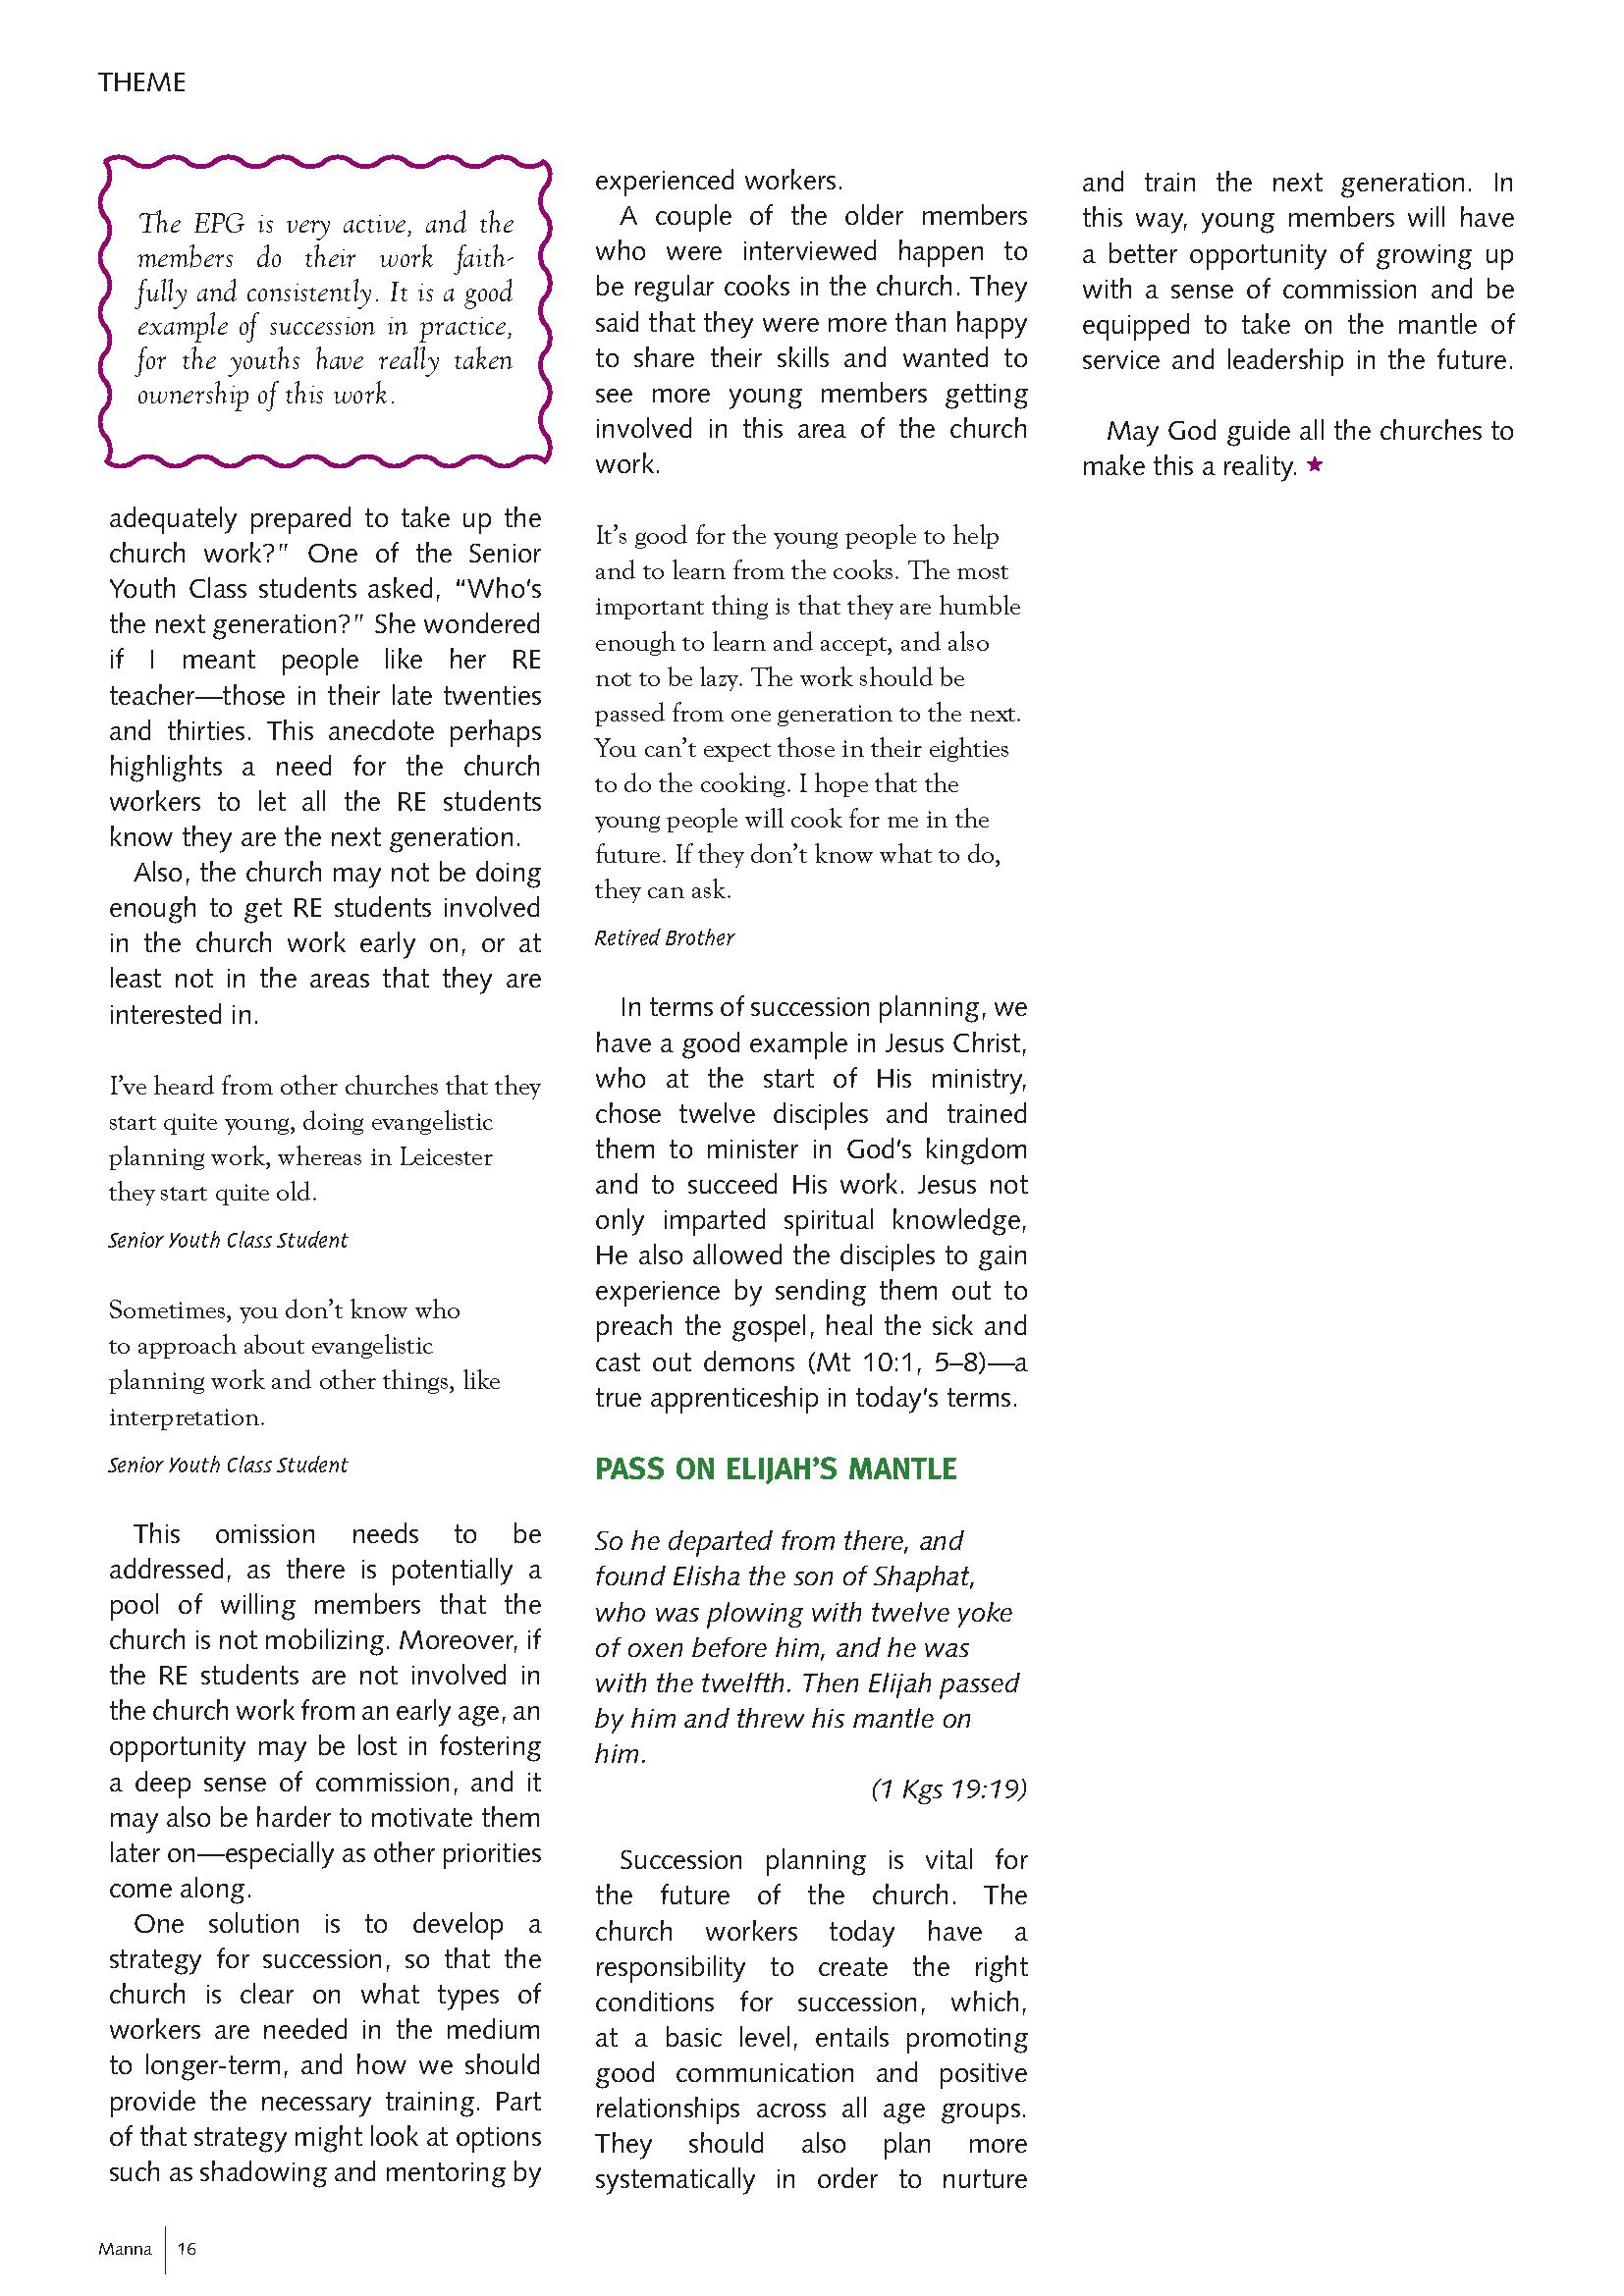 THEME
The EPG is very active, and the
members do their work faith-
fully and consistently. It is a good
example of succession in practice,
for the youths have really taken
ownership of this work.
adequately prepared to take up the
church work?" One of the Senior
Youth Class students asked, “Who's
the next generation?" She wondered
if I meant people like her RE
teacher—those in their late twenties
and thirties. This anecdote perhaps
highlights a need for the church
workers to let all the RE students
know they are the next generation.
Also, the church may not be doing
enough to get RE students involved
in the church work early on, or at
least not in the areas that they are
interested in.
I’ve heard from other churches that they
start quite young, doing evangelistic
planning work, whereas in Leicester
they start quite old.
Senior Youth Class Student
Sometimes, you don’t know who
to approach about evangelistic
planning work and other things, like
interpretation.
Senior Youth Class Student
This omission needs to be
addressed, as there is potentially a
pool of willing members that the
church is not mobilizing. Moreover, if
the RE students are not involved in
the church work from an early age, an
opportunity may be lost in fostering
a deep sense of commission, and it
may also be harder to motivate them
later on—especially as other priorities
come along.
One solution is to develop a
strategy for succession, so that the
church is clear on what types of
workers are needed in the medium
to longer-term, and how we should
provide the necessary training. Part
of that strategy might look at options
such as shadowing and mentoring by
experienced workers.
A couple of the older members
who were interviewed happen to
be regular cooks in the church. They
said that they were more than happy
to share their skills and wanted to
see more young members getting
involved in this area of the church
work.
It’s good for the young people to help
and to learn from the cooks. The most
important thing is that they are humble
enough to learn and accept, and also
not to be lazy. The work should be
passed from one generation to the next.
You can’t expect those in their eighties
to do the cooking. I hope that the
young people will cook for me in the
future. If they don’t know what to do,
they can ask.
Retired Brother
In terms of succession planning, we
have a good example in Jesus Christ,
who at the start of His ministry,
chose twelve disciples and trained
them to minister in God's kingdom
and to succeed His work. Jesus not
only imparted spiritual knowledge,
He also allowed the disciples to gain
experience by sending them out to
preach the gospel, heal the sick and
cast out demons (Mt 10:1, 5–8)—a
true apprenticeship in today's terms.
PASS ON ELIJAH’S MANTLE
So he departed from there, and
found Elisha the son of Shaphat,
who was plowing with twelve yoke
of oxen before him, and he was
with the twelfth. Then Elijah passed
by him and threw his mantle on
him.
(1 Kgs 19:19)
Succession planning is vital for
the future of the church. The
church workers today have a
responsibility to create the right
conditions for succession, which,
at a basic level, entails promoting
good communication and positive
relationships across all age groups.
They should also plan more
systematically in order to nurture
and train the next generation. In
this way, young members will have
a better opportunity of growing up
with a sense of commission and be
equipped to take on the mantle of
service and leadership in the future.
May God guide all the churches to
make this a reality. ★
Manna 16